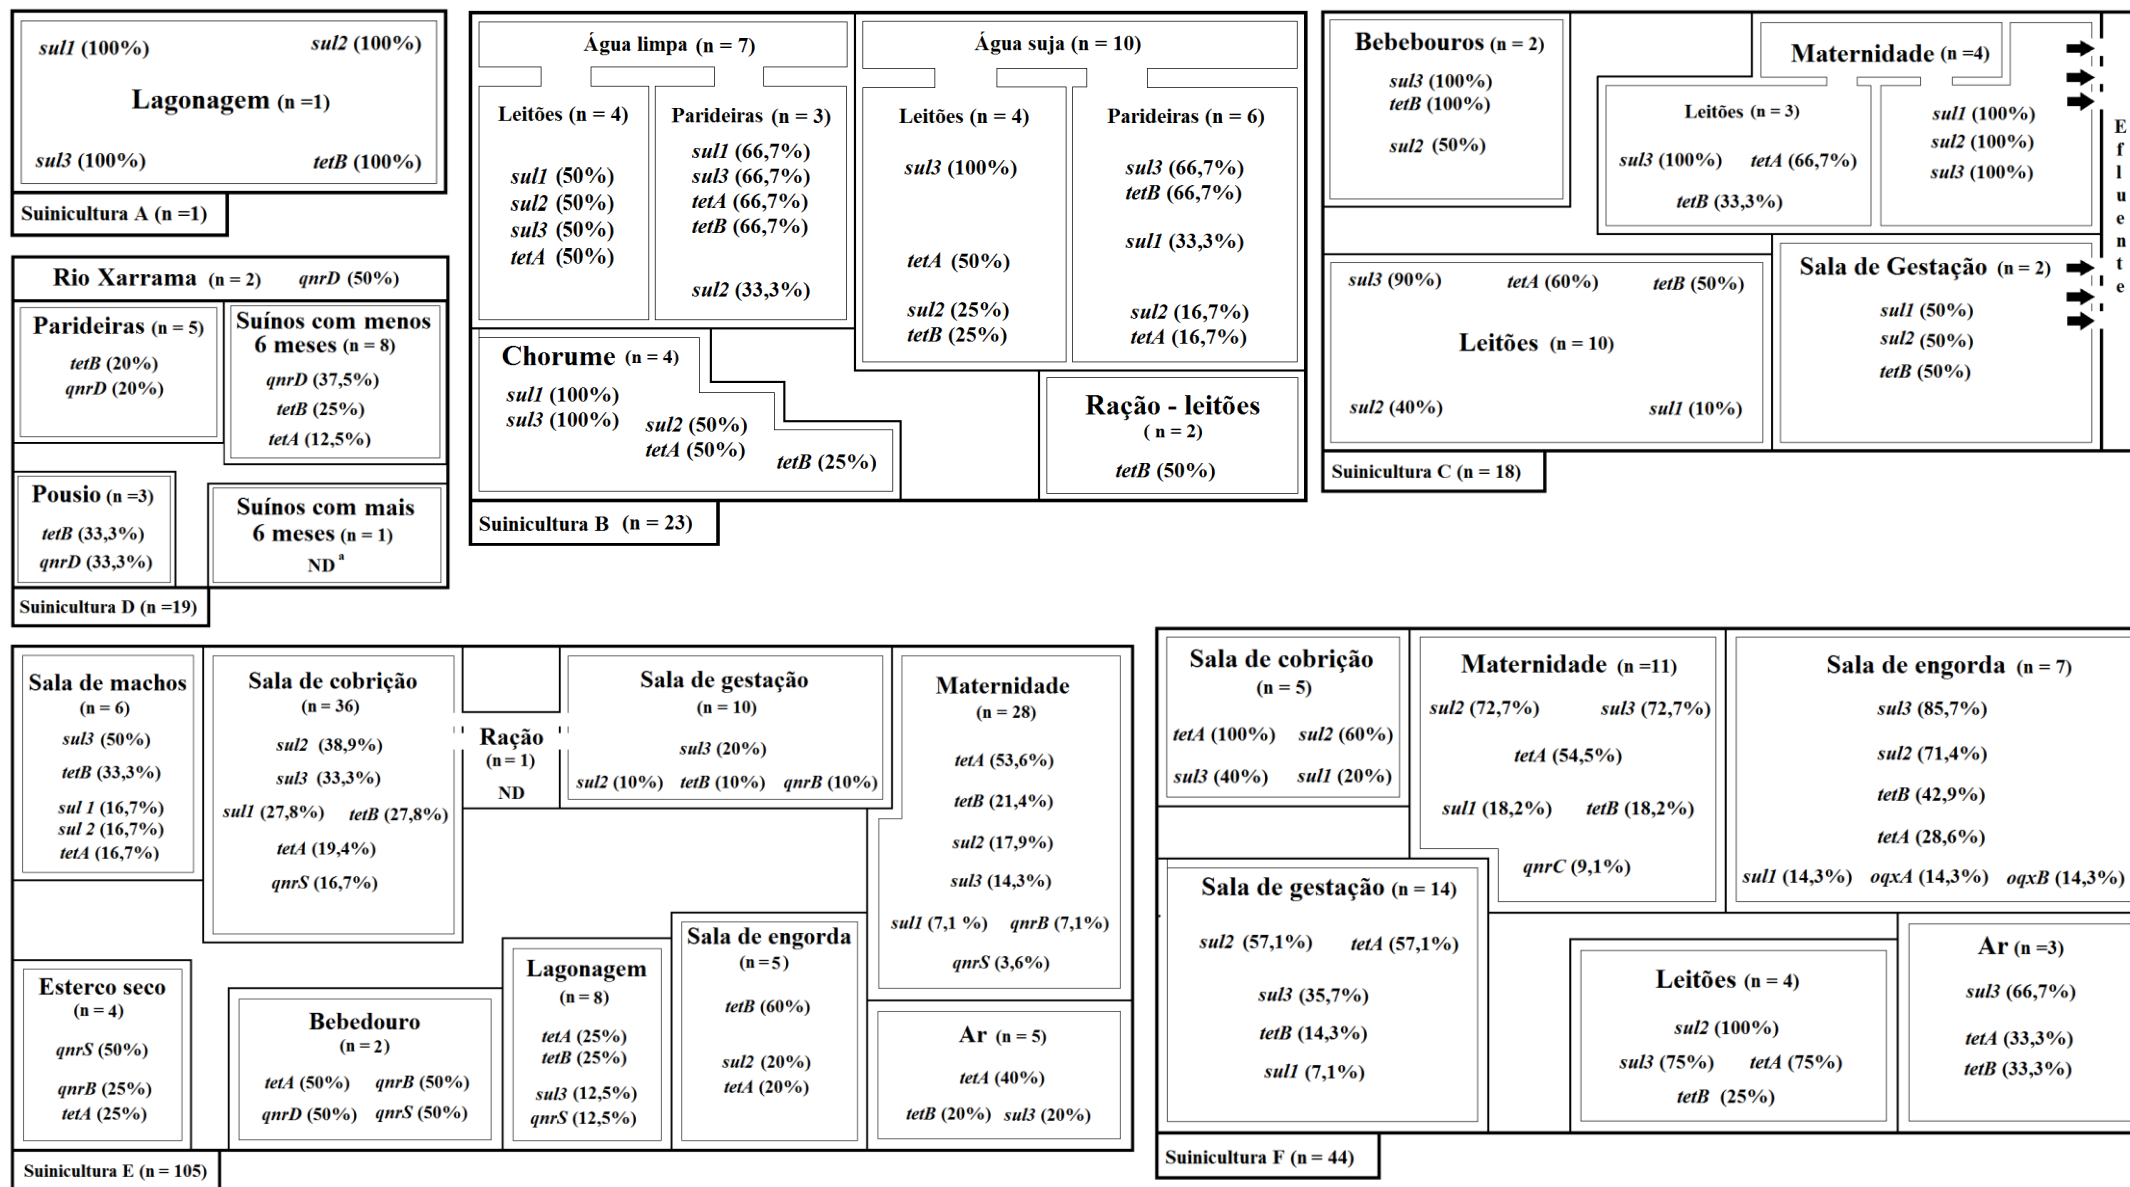 sul1 (100%)
sul2 (100%)
Lagonagem (n =1)
sul3 (100%)
tetB (100%)
Suinicultura A (n =1)
Água limpa (n = 7)
Leitões (n = 4)
sul1 (50%)
sul2 (50%)
sul3 (50%)
tetA (50%)
Parideiras (n = 3)
sul1 (66,7%)
sul3 (66,7%)
tetA (66,7%)
tetB (66,7%)
sul2 (33,3%)
Água suja (n = 10)
Leitões (n = 4)
sul3 (100%)
tetA (50%)
sul2 (25%)
tetB (25%)
Parideiras (n = 6)
sul3 (66,7%)
tetB (66,7%)
sul1 (33,3%)
sul2 (16,7%)
tetA (16,7%)
Chorume (n = 4)
sul1 (100%)
sul3 (100%)
sul2 (50%)
tetA (50%)
tetB (25%)
Ração - leitões
( n = 2)
tetB (50%)
Suinicultura B (n = 23)
Bebebouros (n = 2)
sul3 (100%)
tetB (100%)
sul2 (50%)
Maternidade (n =4)
Leitões (n = 3)
sul3 (100%) tetA (66,7%)
tetB (33,3%)
sul1 (100%)
sul2 (100%)
sul3 (100%)
Efluente
sul3 (90%) tetA (60%) tetB (50%)
Leitões (n = 10)
sul2 (40%) sul1 (10%)
Sala de Gestação (n = 2)
sul1 (50%)
sul2 (50%)
tetB (50%)
Suinicultura C (n = 18)
Rio Xarrama (n = 2) qnrD (50%)
Parideiras (n = 5)
tetB (20%)
qnrD (20%)
Suínos com menos
6 meses (n = 8)
qnrD (37,5%)
tetB (25%)
tetA (12,5%)
Pousio (n =3)
tetB (33,3%)
qnrD (33,3%)
Suínos com mais
6 meses (n = 1)
ND a
Suinicultura D (n =19)
Sala de machos
(n = 6)
sul3 (50%)
tetB (33,3%)
sul 1 (16,7%)
sul 2 (16,7%)
tetA (16,7%)
Sala de cobrição
(n = 36)
sul2 (38,9%)
sul3 (33,3%)
sul1 (27,8%) tetB (27,8%)
tetA (19,4%)
qnrS (16,7%)
Ração
(n = 1)
ND
Sala de gestação
(n = 10)
sul3 (20%)
sul2 (10%) tetB (10%) qnrB (10%)
Maternidade
(n = 28)
tetA (53,6%)
tetB (21,4%)
sul2 (17,9%)
sul3 (14,3%)
sul1 (7,1 %) qnrB (7,1%)
qnrS (3,6%)
Esterco seco
(n = 4)
qnrS (50%)
qnrB (25%)
tetA (25%)
Bebedouro
(n = 2)
tetA (50%) qnrB (50%)
qnrD (50%) qnrS (50%)
Lagonagem
(n = 8)
tetA (25%)
tetB (25%)
sul3 (12,5%)
qnrS (12,5%)
Sala de engorda
(n = 5)
tetB (60%)
sul2 (20%)
tetA (20%)
Ar (n = 5)
tetA (40%)
tetB (20%) sul3 (20%)
Suinicultura E (n = 105)
Sala de cobrição
(n = 5)
tetA (100%) sul2 (60%)
sul3 (40%) sul1 (20%)
Maternidade (n =11)
sul2 (72,7%) sul3 (72,7%)
tetA (54,5%)
sul1 (18,2%) tetB (18,2%)
qnrC (9,1%)
Sala de engorda (n = 7)
sul3 (85,7%)
sul2 (71,4%)
tetB (42,9%)
tetA (28,6%)
sul1 (14,3%) oqxA (14,3%) oqxB (14,3%)
Sala de gestação (n = 14)
sul2 (57,1%) tetA (57,1%)
sul3 (35,7%)
tetB (14,3%)
sul1 (7,1%)
Leitões (n = 4)
sul2 (100%)
sul3 (75%) tetA (75%)
tetB (25%)
Ar (n =3)
sul3 (66,7%)
tetA (33,3%)
tetB (33,3%)
Suinicultura F (n = 44)